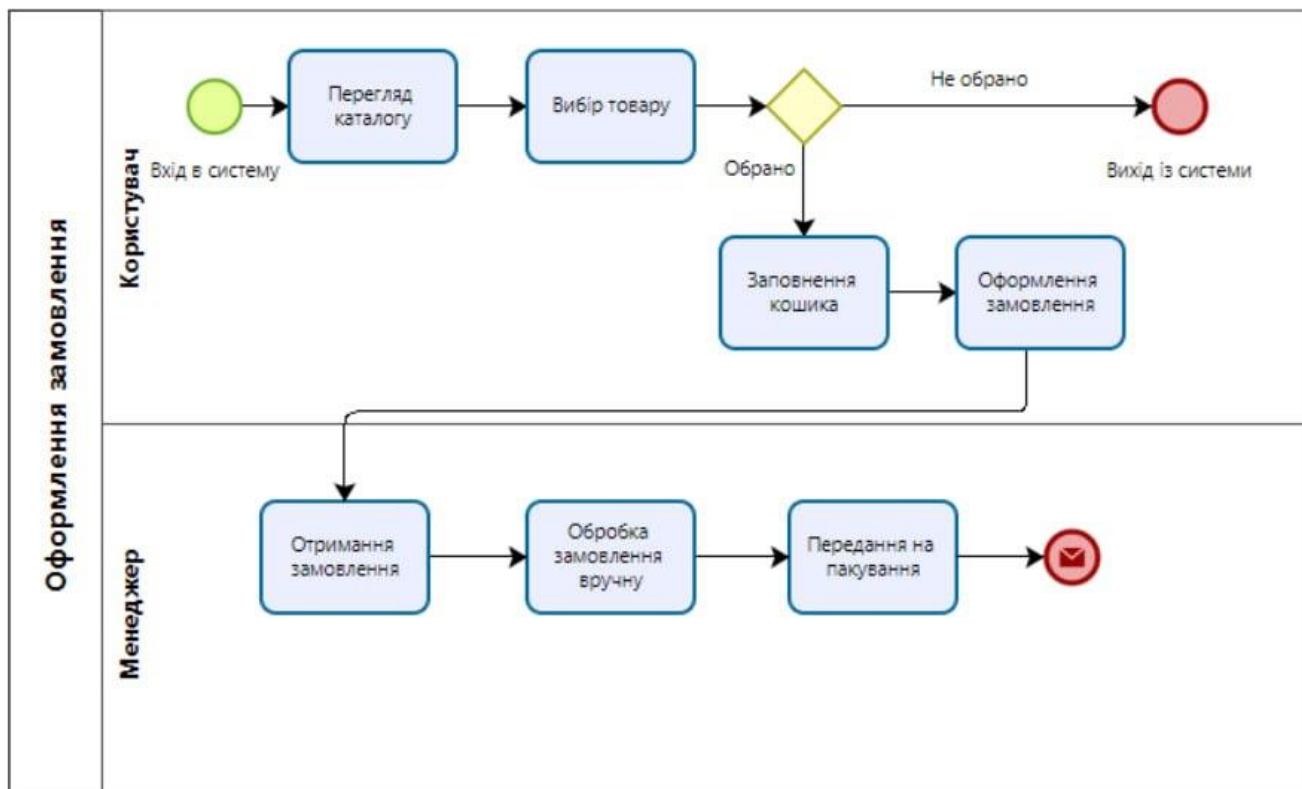 Оформлення замовлення
Користувач
Вхід в систему
Перегляд
каталогу
Вибір товару
Не обрано
Обрано
Вихід із системи
Заповнення
кошика
Оформлення
замовлення
Менеджер
Отримання
замовлення
Обробка
замовлення
вручну
Передання на
пакування